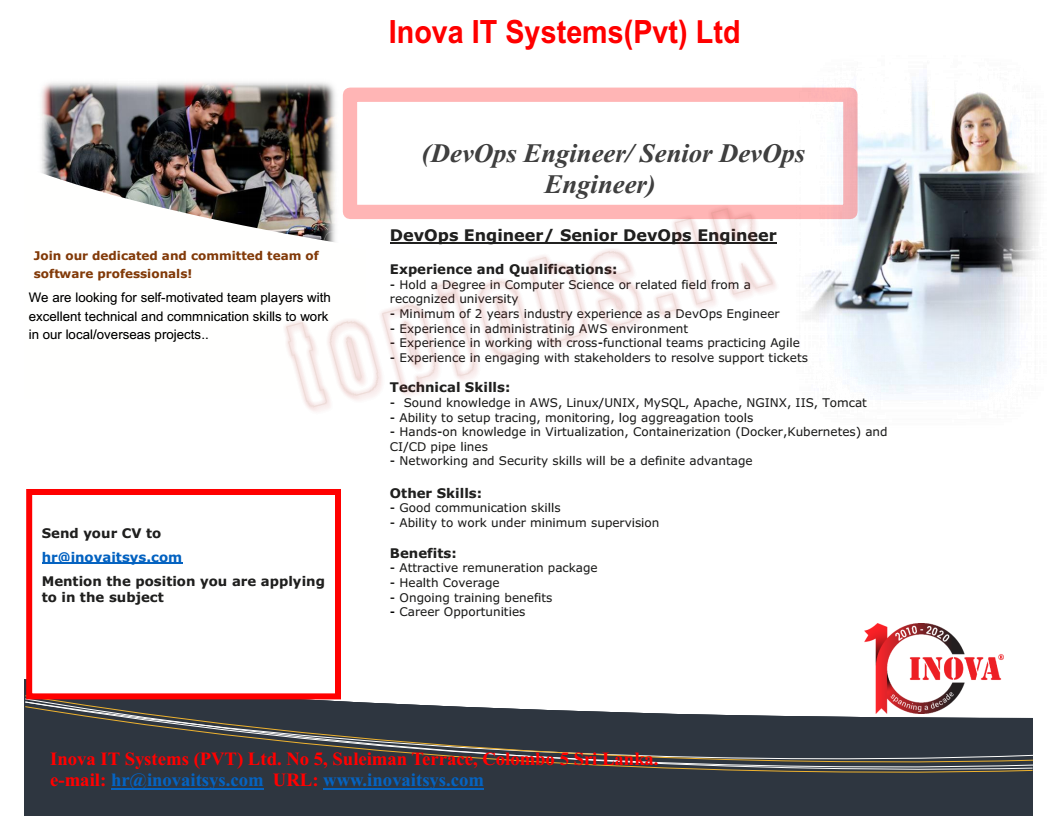 Inova IT Systems(Pvt) Ltd
(DevOps Engineer/ Senior DevOps
Engineer)
Join our dedicated and committed team of
software professionals!
We are looking for self-motivated team players with
excellent technical and commnication skills to work
in our local/overseas projects..
DevOps Engineer/ Senior DevOps Engineer
Experience and Qualifications:
- Hold a Degree in Computer Science or related field from a
recognized university
- Minimum of 2 years industry experience as a DevOps Engineer
- Experience in administratinig AWS environment
- Experience in working with cross-functional teams practicing Agile
- Experience in engaging with stakeholders to resolve support tickets
Technical Skills:
- Sound knowledge in AWS, Linux/UNIX, MySQL, Apache, NGINX, IIS, Tomcat
- Ability to setup tracing, monitoring, log aggreagation tools
- Hands-on knowledge in Virtualization, Containerization (Docker,Kubernetes) and
CI/CD pipe lines
- Networking and Security skills will be a definite advantage
Other Skills:
- Good communication skills
- Ability to work under minimum supervision
Benefits:
- Attractive remuneration package
- Health Coverage
- Ongoing training benefits
- Career Opportunities
topjobs.lk
Send your CV to
hr@inovaitsys.com
Mention the position you are applying
to in the subject
2010 - 2020
INOVA®
spanning a decade
Inova IT Systems (PVT) Ltd. No 5, Suleiman Terrace, Colombo 5 Sri Lanka.
e-mail: hr@inovaitsys.com URL: www.inovaitsys.com